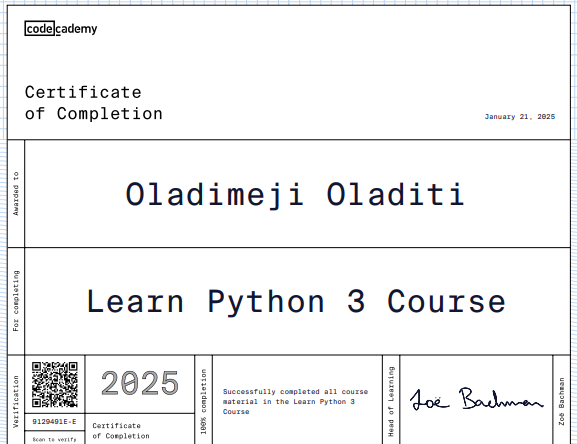 codecademy
Certificate
of Completion
January 21, 2025
Awarded to
Oladimeji Oladiti
For completing
Learn Python 3 Course
Verification
9129491E-E
Scan to verify
2025
Certificate
of Completion
100% completion
Successfully completed all course
material in the Learn Python 3
Course
Head of Learning
Zoë Bachman
Zoë Bachman